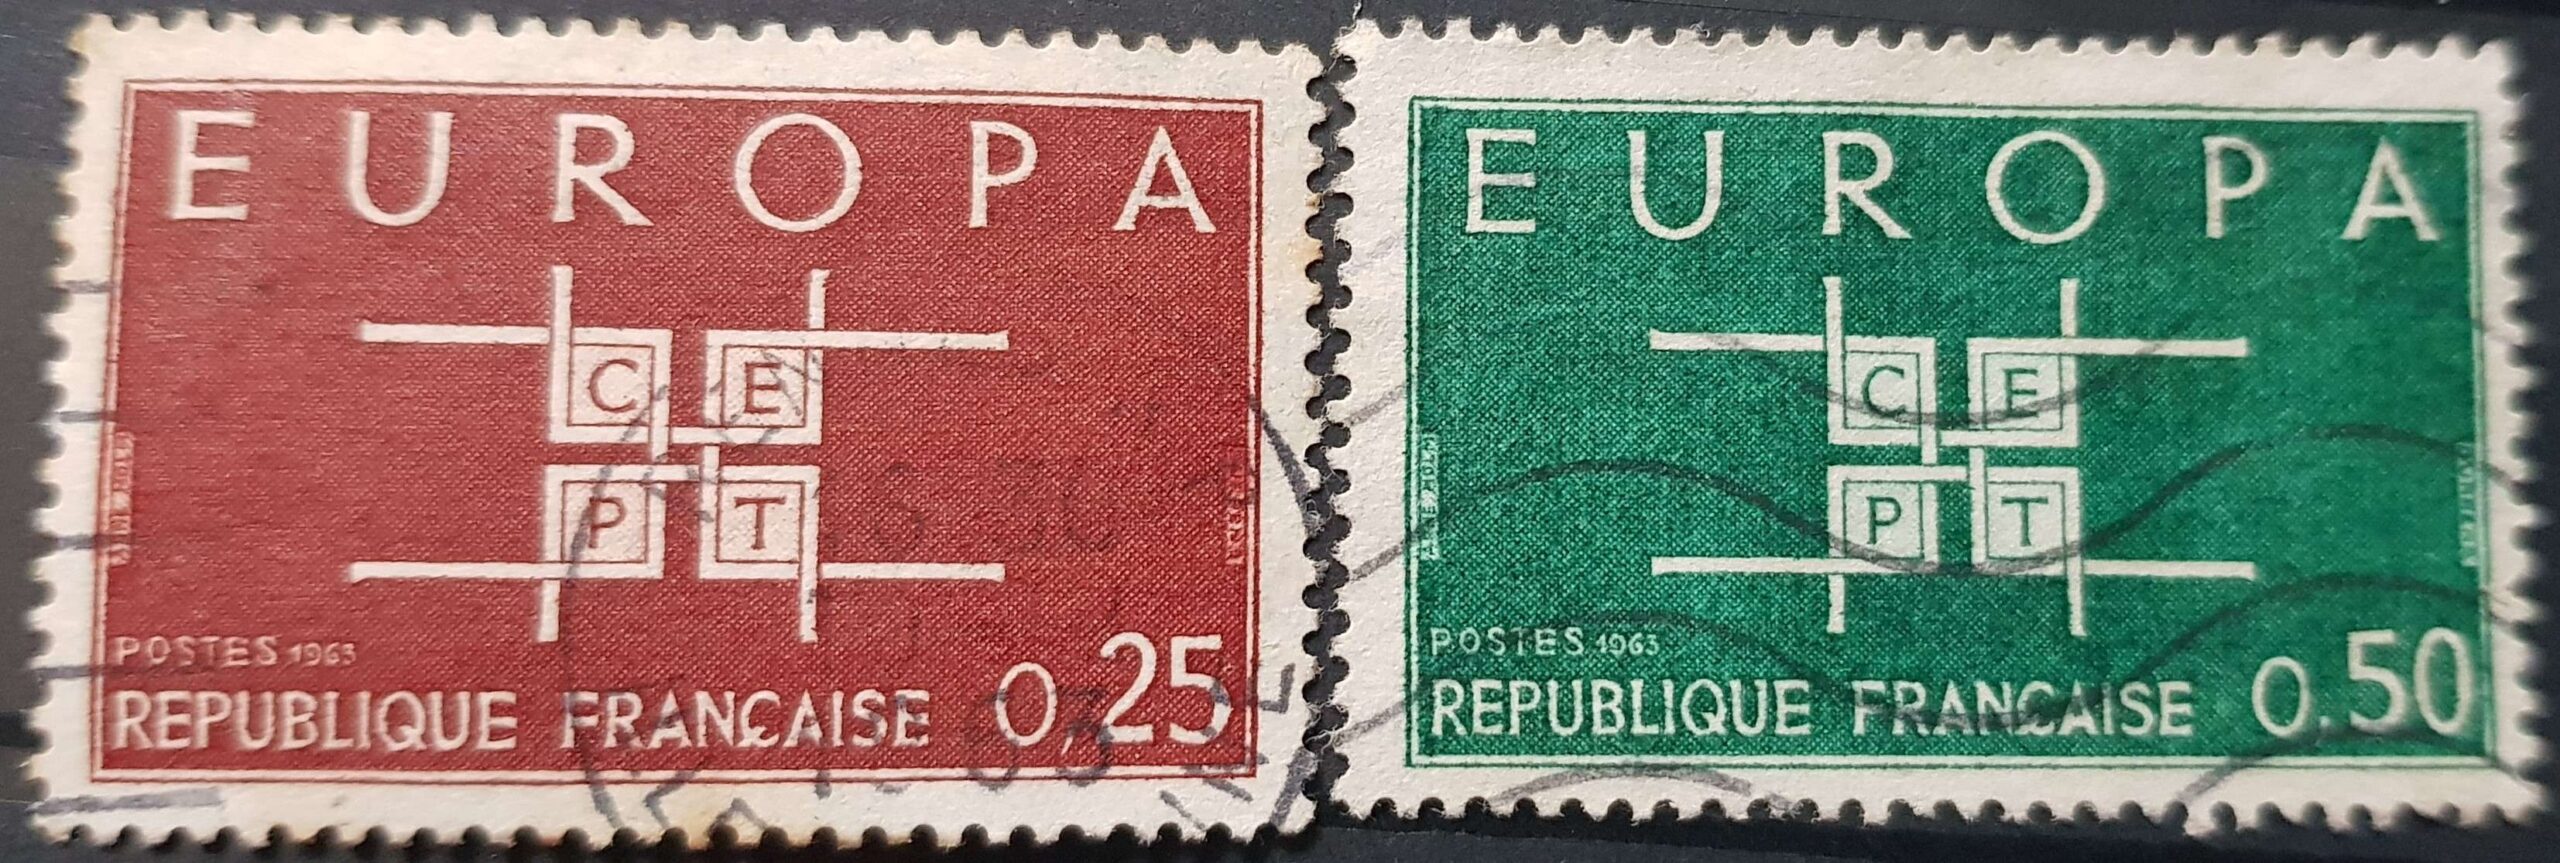 EUROPA
C E
P T
POSTES 1963
REPUBLIQUE FRANÇAISE 0,25
EUROPA
C E
P T
POSTES 1963
REPUBLIQUE FRANÇAISE 0.50